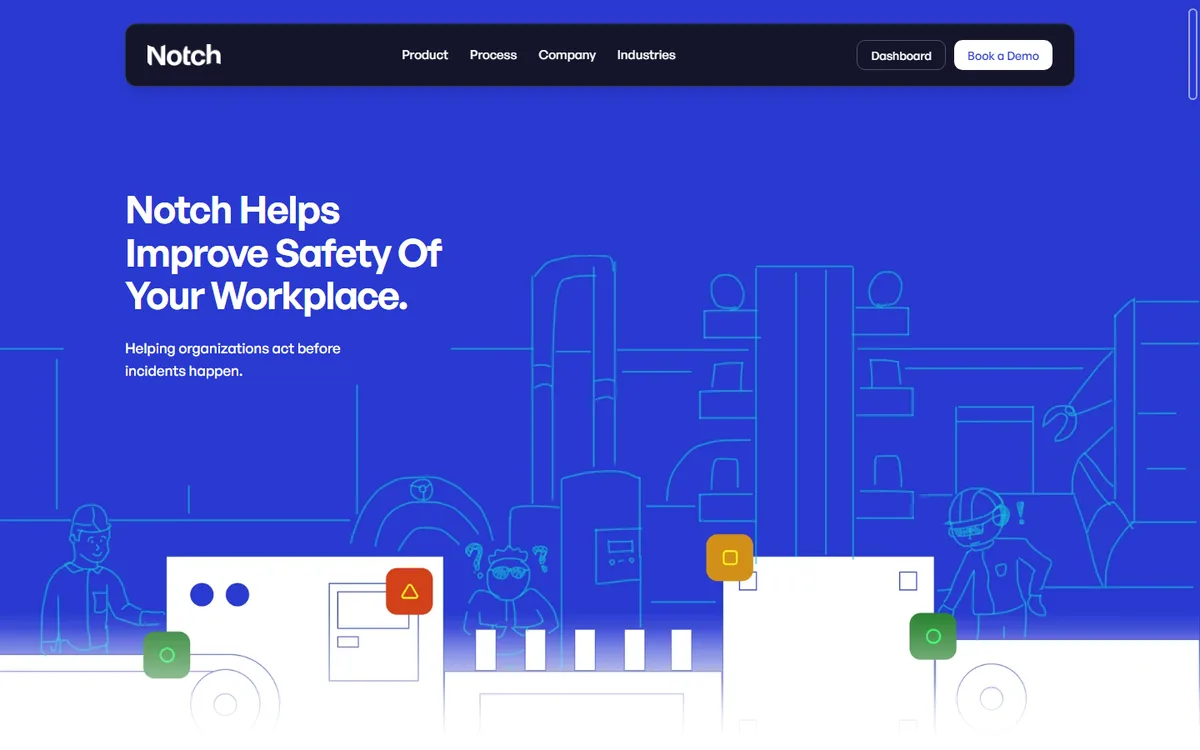 Notch
Product
Process
Company
Industries
Dashboard
Book a Demo
Notch Helps
Improve Safety Of
Your Workplace.
Helping organizations act before
incidents happen.
?
?
!